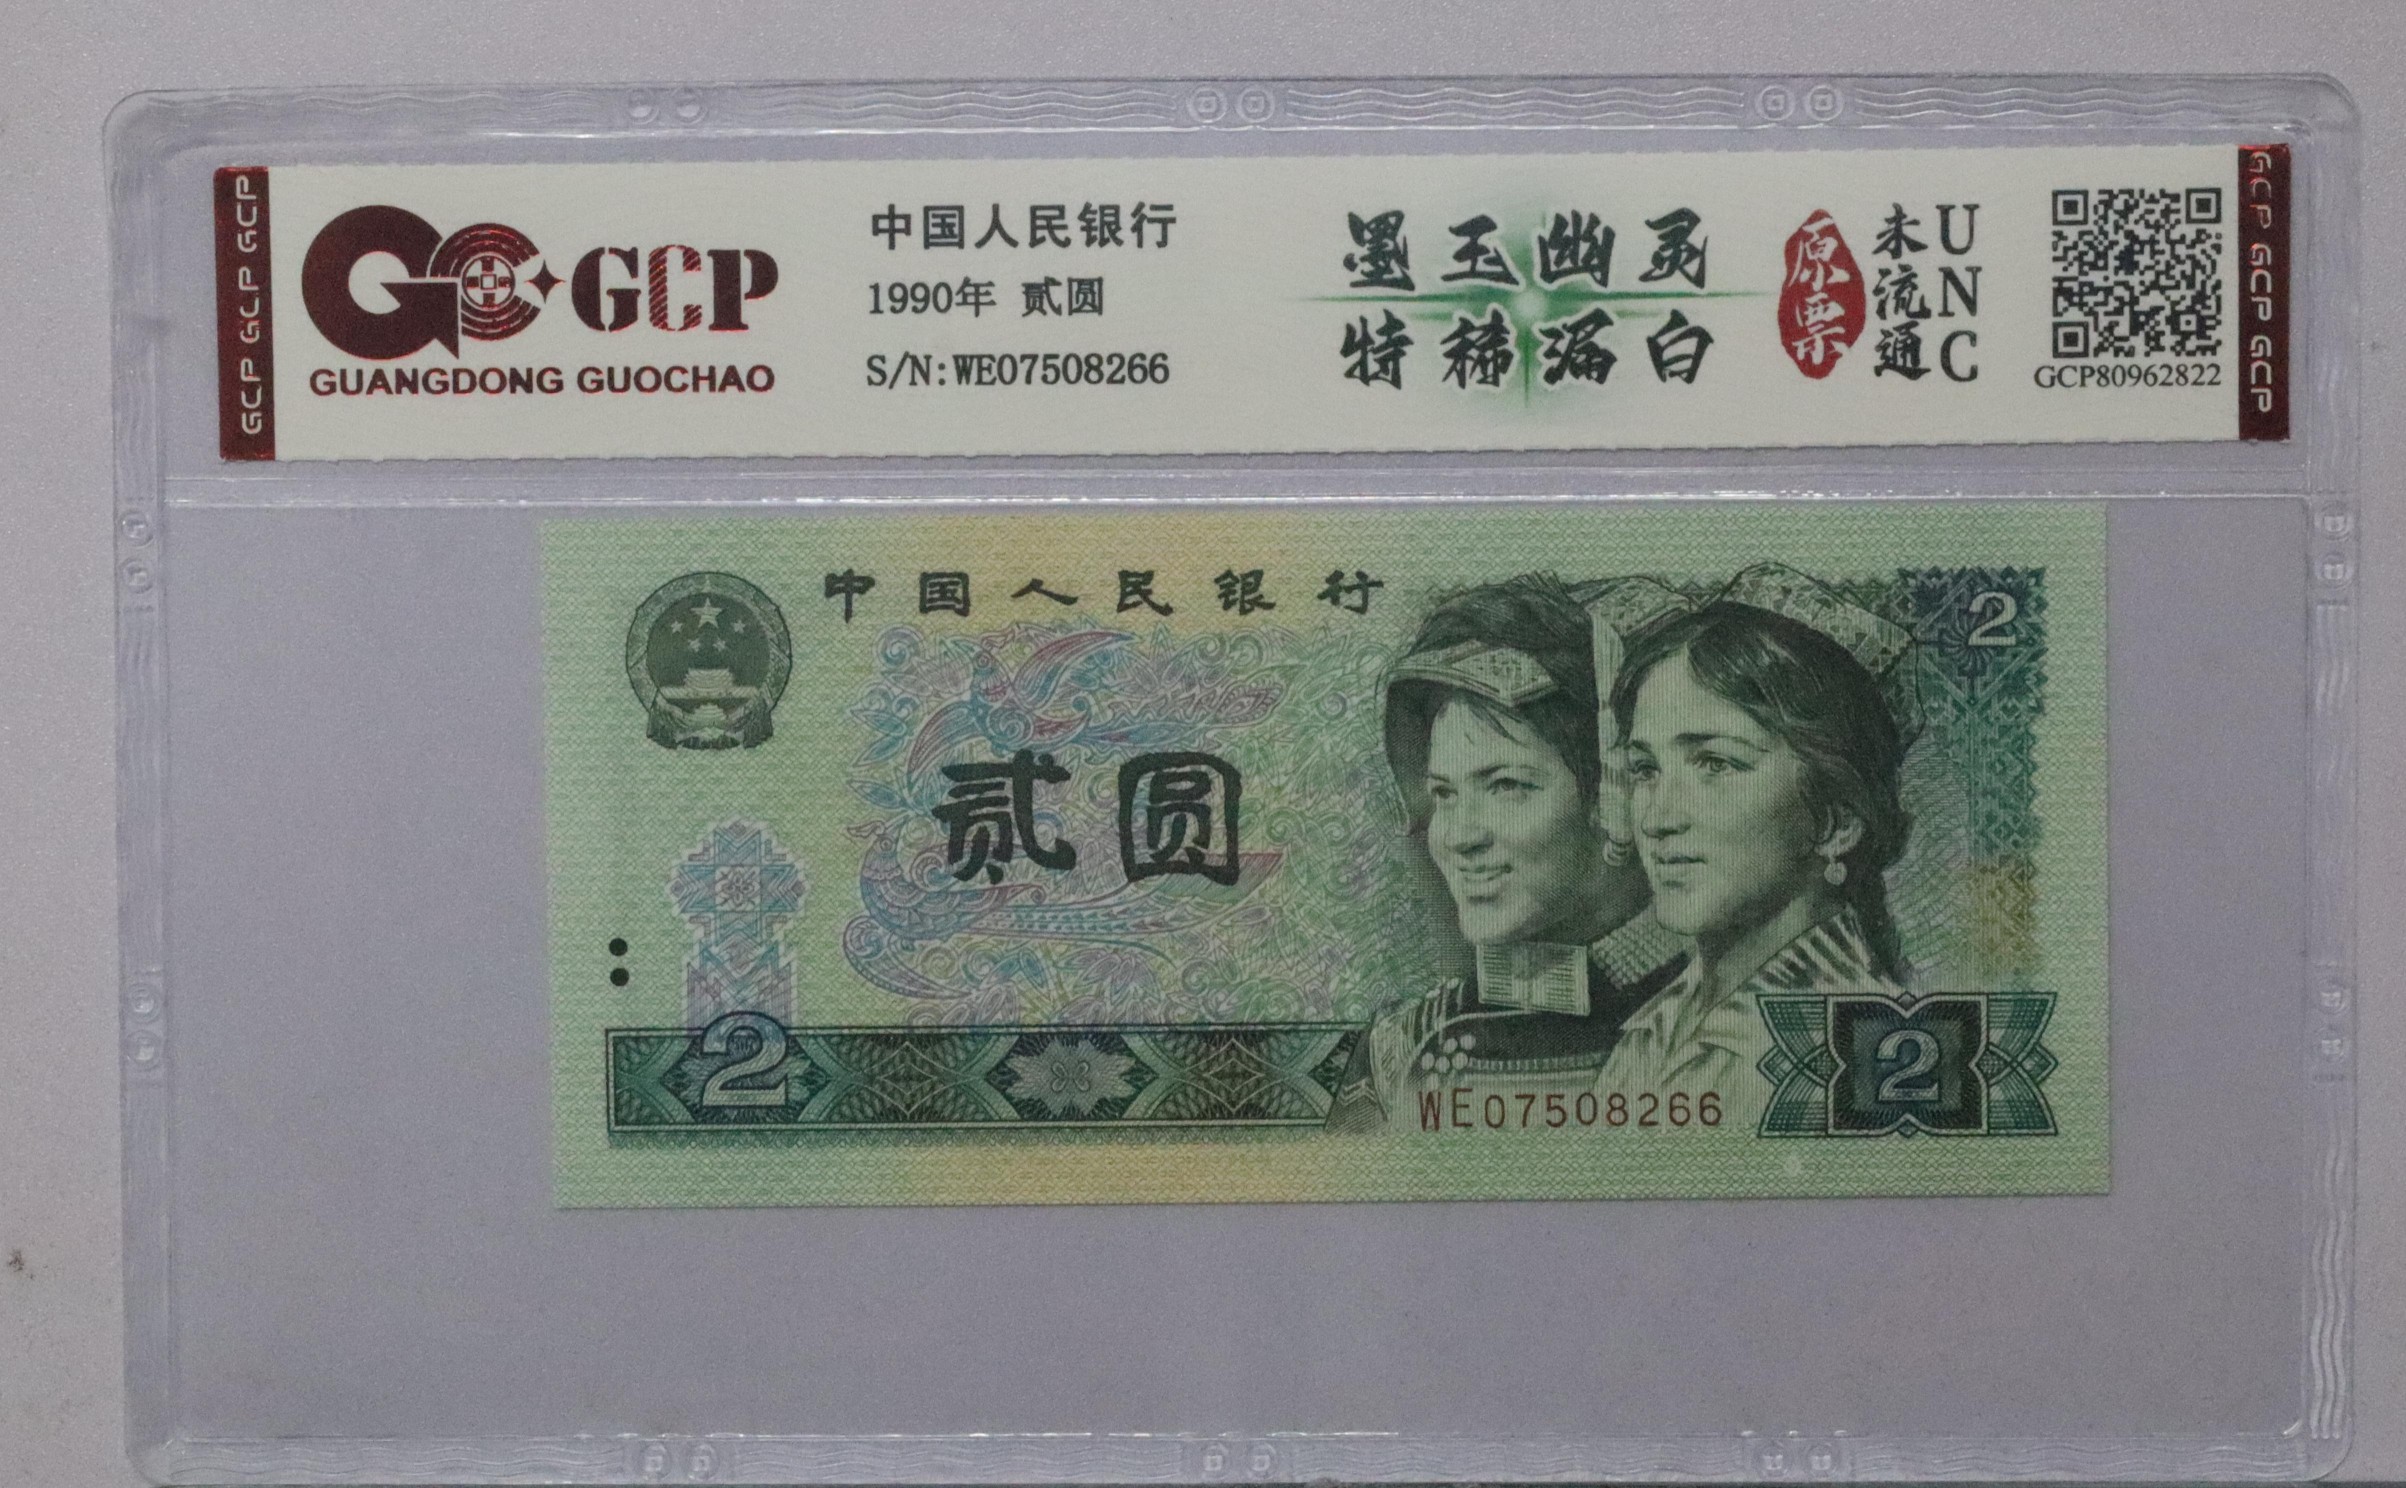 GCP GCP GCP
GCP
GUANGDONG GUOCHAO
中国人民银行
1990年 贰圆
S/N:WE07508266
墨玉幽灵
特稀漏白
原票
未流通
UNC
GCP80962822
GCP GCP GCP
中国人民银行
2
贰圆
2
WE07508266
2